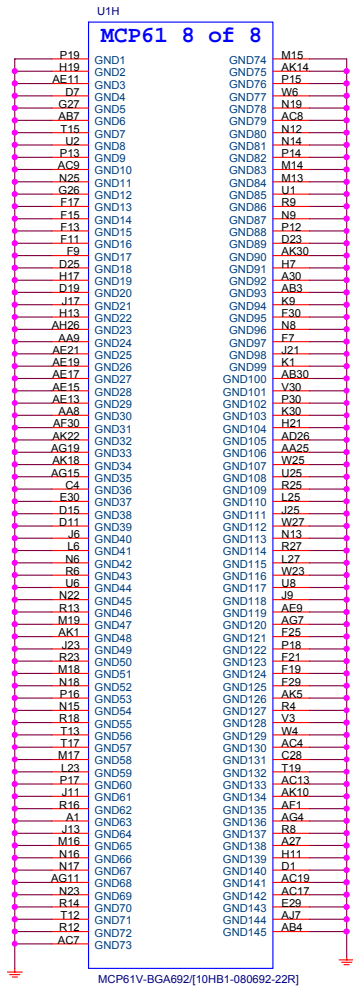 U1H
MCP61 8 of 8
P19 GND1 GND74 M15
H19 GND2 GND75 AK14
AE11 GND3 GND76 P15
D7 GND4 GND77 W6
G27 GND5 GND78 N19
AB7 GND6 GND79 AC8
T15 GND7 GND80 N12
U2 GND8 GND81 N14
P13 GND9 GND82 P14
AC9 GND10 GND83 M14
N25 GND11 GND84 M13
G26 GND12 GND85 U1
F17 GND13 GND86 R9
F15 GND14 GND87 N9
F13 GND15 GND88 P12
F11 GND16 GND89 D23
F9 GND17 GND90 AK30
D25 GND18 GND91 H7
H17 GND19 GND92 A30
D19 GND20 GND93 AB3
J17 GND21 GND94 K9
H13 GND22 GND95 F30
AH26 GND23 GND96 N8
AA9 GND24 GND97 F7
AE21 GND25 GND98 J21
AE19 GND26 GND99 K1
AE17 GND27 GND100 AB30
AE15 GND28 GND101 V30
AE13 GND29 GND102 P30
AA8 GND30 GND103 K30
AF30 GND31 GND104 H21
AK22 GND32 GND105 AD26
AG19 GND33 GND106 AA25
AK18 GND34 GND107 W25
AG15 GND35 GND108 U25
C4 GND36 GND109 R25
E30 GND37 GND110 L25
D15 GND38 GND111 J25
D11 GND39 GND112 W27
J6 GND40 GND113 N13
L6 GND41 GND114 R27
N6 GND42 GND115 L27
R6 GND43 GND116 W23
U6 GND44 GND117 U8
N22 GND45 GND118 J9
R13 GND46 GND119 AE9
M19 GND47 GND120 AG7
AK1 GND48 GND121 F25
J23 GND49 GND122 P18
R23 GND50 GND123 F21
M18 GND51 GND124 F19
N18 GND52 GND125 F29
P16 GND53 GND126 AK5
N15 GND54 GND127 R4
R18 GND55 GND128 V3
T13 GND56 GND129 W4
T17 GND57 GND130 AC4
M17 GND58 GND131 C28
L23 GND59 GND132 T19
P17 GND60 GND133 AC13
J11 GND61 GND134 AK10
R16 GND62 GND135 AF1
A1 GND63 GND136 AG4
J13 GND64 GND137 R8
M16 GND65 GND138 A27
N16 GND66 GND139 H11
N17 GND67 GND140 D1
AG11 GND68 GND141 AC19
N23 GND69 GND142 AC17
R14 GND70 GND143 E29
T12 GND71 GND144 AJ7
R12 GND72 GND145 AB4
AC7 GND73
MCP61V-BGA692/[10HB1-080692-22R]